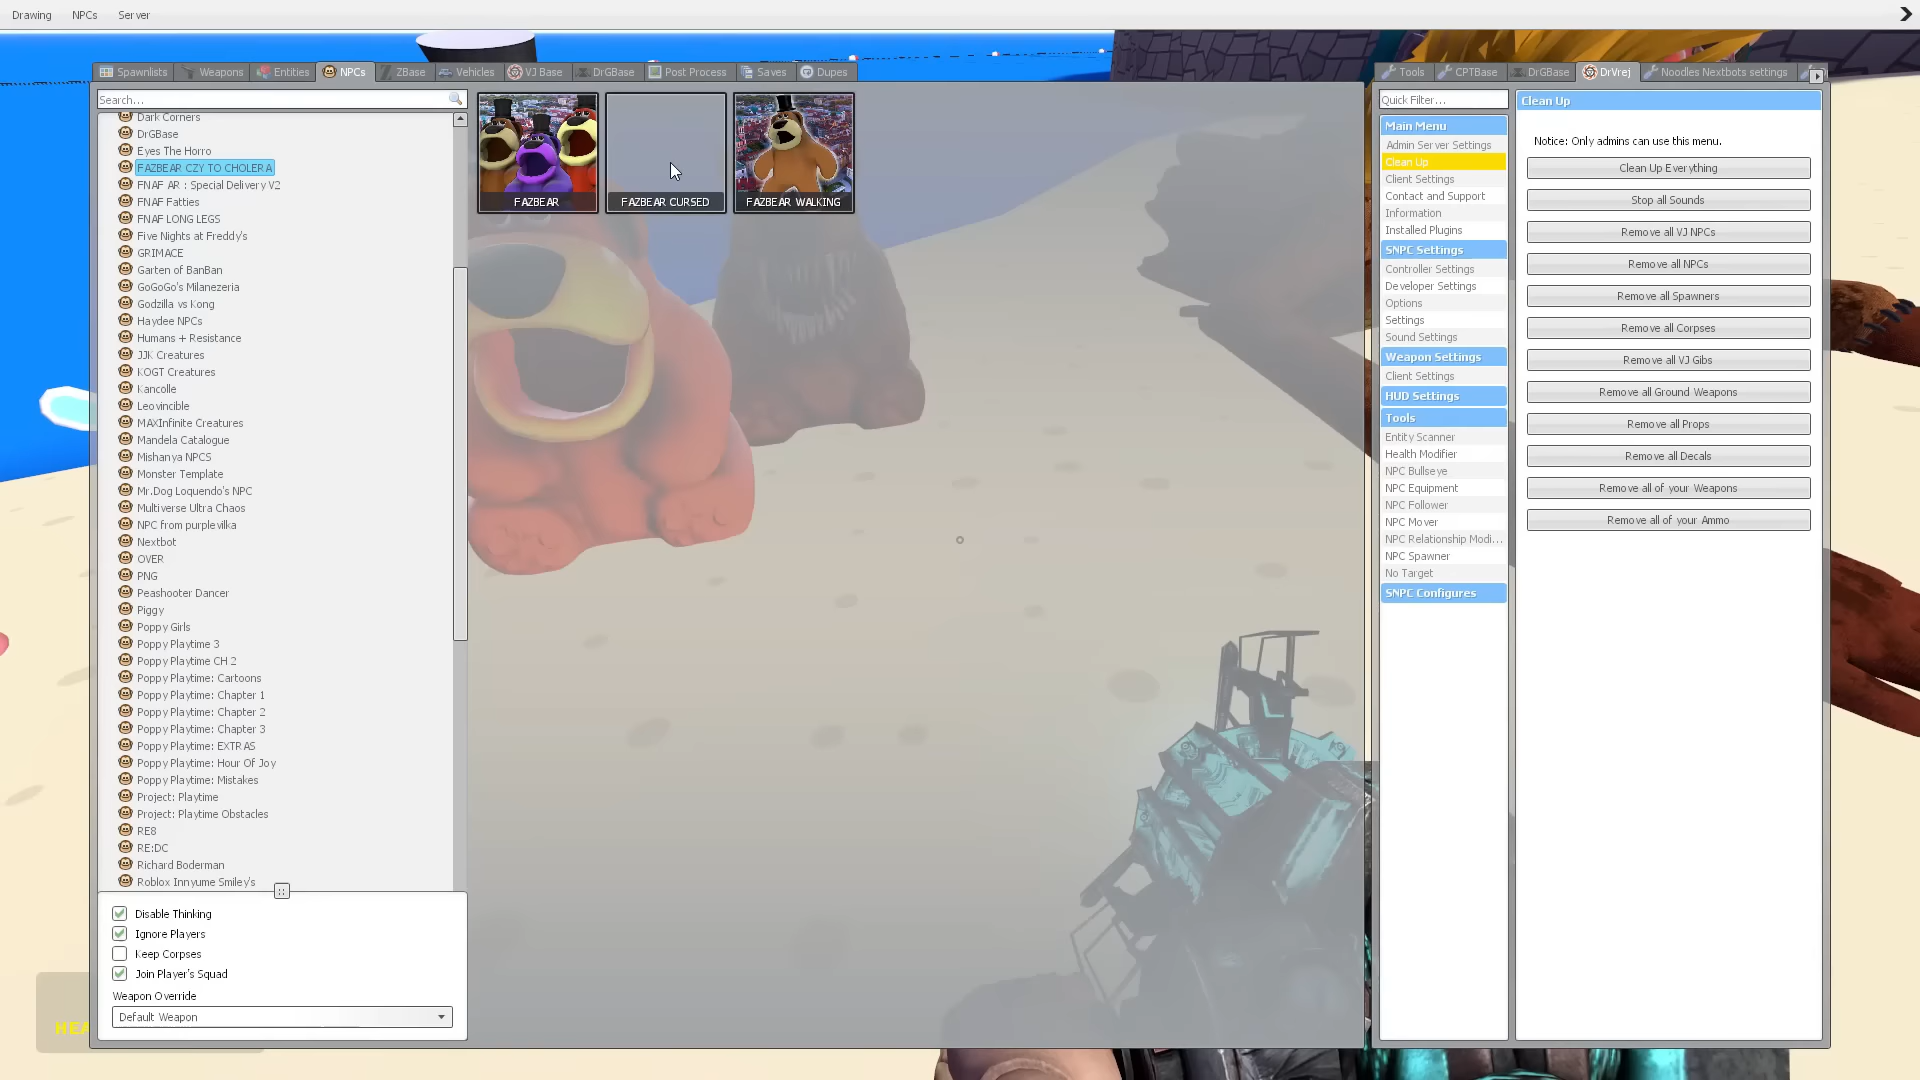 Drawing NPCs Server
Spawnlists Weapons Entities NPCs ZBase Vehicles VJ Base DrGBase Post Process Saves Dupes
Search...
Dark Corners
DrGBase
Eyes The Horro
FAZBEAR CZY TO CHOLERA
FNAF AR : Special Delivery V2
FNAF Fatties
FNAF LONG LEGS
Five Nights at Freddy's
GRIMACE
Garten of BanBan
GoGoGo's Milanezeria
Godzilla vs Kong
Haydee NPCs
Humans + Resistance
JJK Creatures
KOGT Creatures
Kancolle
Leovincible
MAXInfinite Creatures
Mandela Catalogue
Mishanya NPCS
Monster Template
Mr.Dog Loquendo's NPC
Multiverse Ultra Chaos
NPC from purplevilka
Nextbot
OVER
PNG
Peashooter Dancer
Piggy
Poppy Girls
Poppy Playtime 3
Poppy Playtime CH 2
Poppy Playtime: Cartoons
Poppy Playtime: Chapter 1
Poppy Playtime: Chapter 2
Poppy Playtime: Chapter 3
Poppy Playtime: EXTRAS
Poppy Playtime: Hour Of Joy
Poppy Playtime: Mistakes
Project: Playtime
Project: Playtime Obstacles
RE8
RE:DC
Richard Boderman
Roblox Innyume Smiley's
Disable Thinking
Ignore Players
Keep Corpses
Join Player's Squad
Weapon Override
Default Weapon
FAZBEAR
FAZBEAR CURSED
FAZBEAR WALKING
Tools CPTBase DrGBase DrVrej Noodles Nextbots settings
Quick Filter...
Main Menu
Admin Server Settings
Clean Up
Client Settings
Contact and Support
Information
Installed Plugins
SNPC Settings
Controller Settings
Developer Settings
Options
Settings
Sound Settings
Weapon Settings
Client Settings
HUD Settings
Tools
Entity Scanner
Health Modifier
NPC Bullseye
NPC Equipment
NPC Follower
NPC Mover
NPC Relationship Modi...
NPC Spawner
No Target
SNPC Configures
Clean Up
Notice: Only admins can use this menu.
Clean Up Everything
Stop all Sounds
Remove all VJ NPCs
Remove all NPCs
Remove all Spawners
Remove all Corpses
Remove all VJ Gibs
Remove all Ground Weapons
Remove all Props
Remove all Decals
Remove all of your Weapons
Remove all of your Ammo